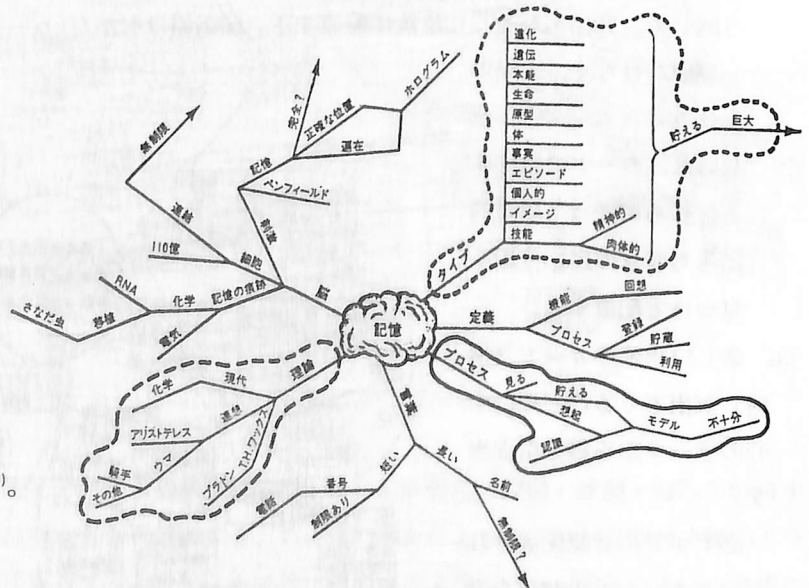 進化
遺伝
本能
生命
原型
体
事実
エピソード
個人的
イメージ
技能
精神的
肉体的
貯える
巨大
タイプ
ホログラム
完全!
正確な位置
遍在
記憶
ペンフィールド
刺激
無制限
連絡
110億
細胞
脳
記憶の痕跡
化学
RNA
移植
さなだ虫
電気
記憶
定義
機能
回想
プロセス
登録
貯蔵
利用
プロセス
見る
貯える
想起
認識
モデル
不十分
理論
現代
化学
連想
アリストテレス
騎手
その他
プラトン
T.H.ワックス
短い
番号
電話
制限あり
長い
名前
無制限?
。